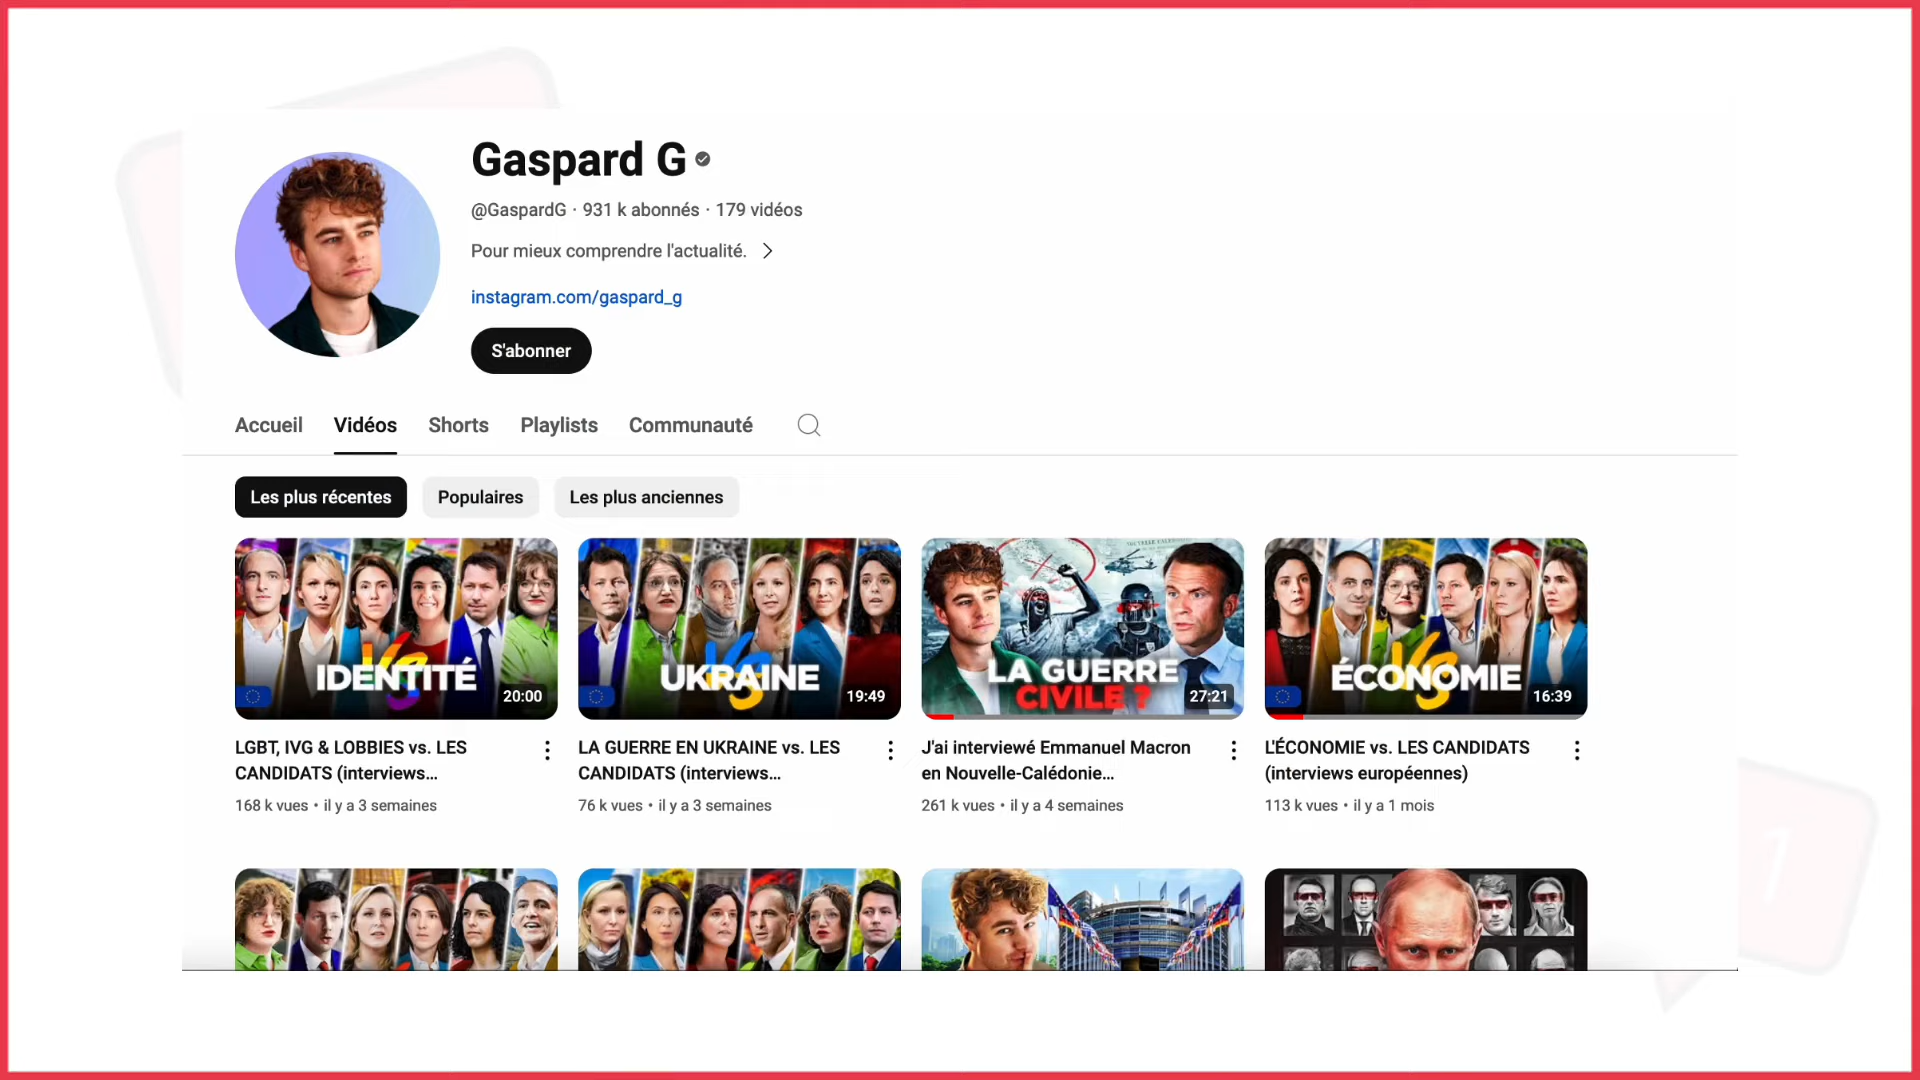 Gaspard G
@GaspardG · 931 k abonnés · 179 vidéos
Pour mieux comprendre l'actualité.
instagram.com/gaspard_g
S'abonner
Accueil Vidéos Shorts Playlists Communauté
Les plus récentes Populaires Les plus anciennes
VS IDENTITÉ 20:00
VS UKRAINE 19:49
LA GUERRE
CIVILE ? 27:21
VS ÉCONOMIE 16:39
LGBT, IVG & LOBBIES vs. LES
CANDIDATS (interviews...
168 k vues • il y a 3 semaines
LA GUERRE EN UKRAINE vs. LES
CANDIDATS (interviews...
76 k vues • il y a 3 semaines
J'ai interviewé Emmanuel Macron
en Nouvelle-Calédonie...
261 k vues • il y a 4 semaines
L'ÉCONOMIE vs. LES CANDIDATS
(interviews européennes)
113 k vues • il y a 1 mois
1